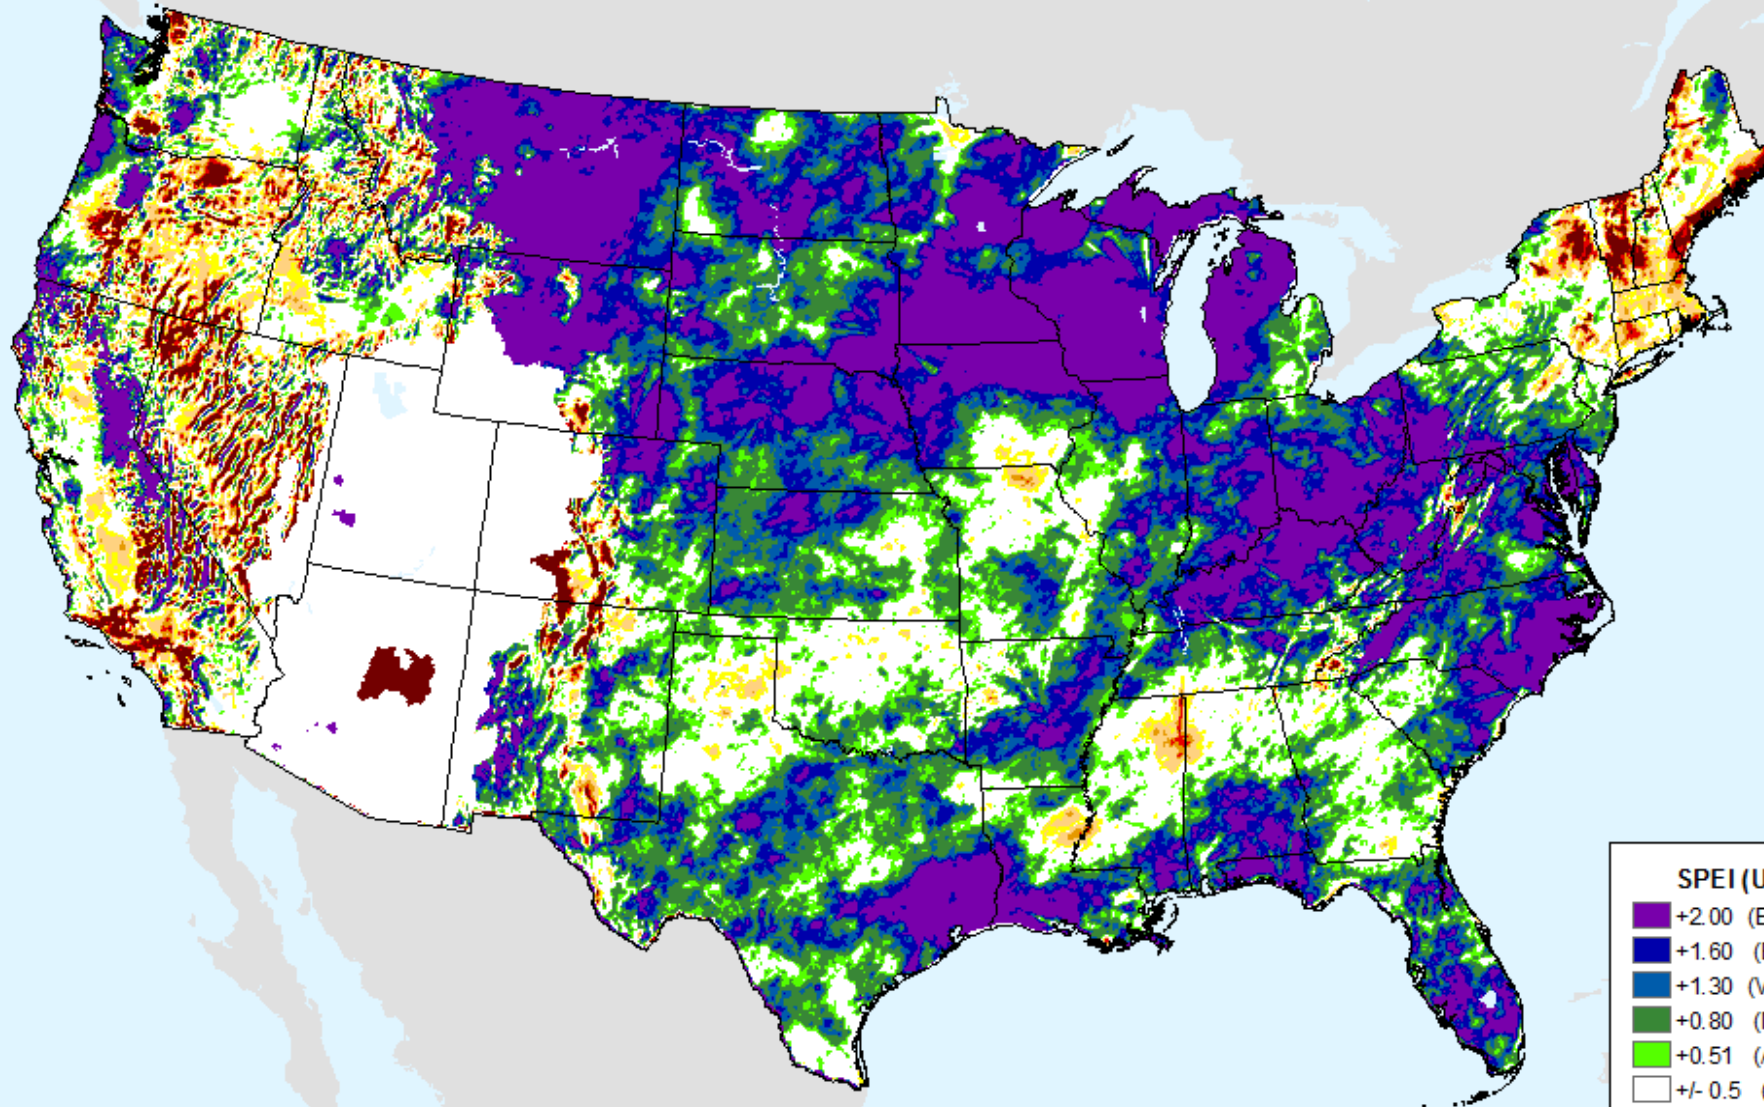 SPEI (U
+2.00 (E
+1.60 (
+1.30 (V
+0.80 (
+0.51 (
+/- 0.5 (